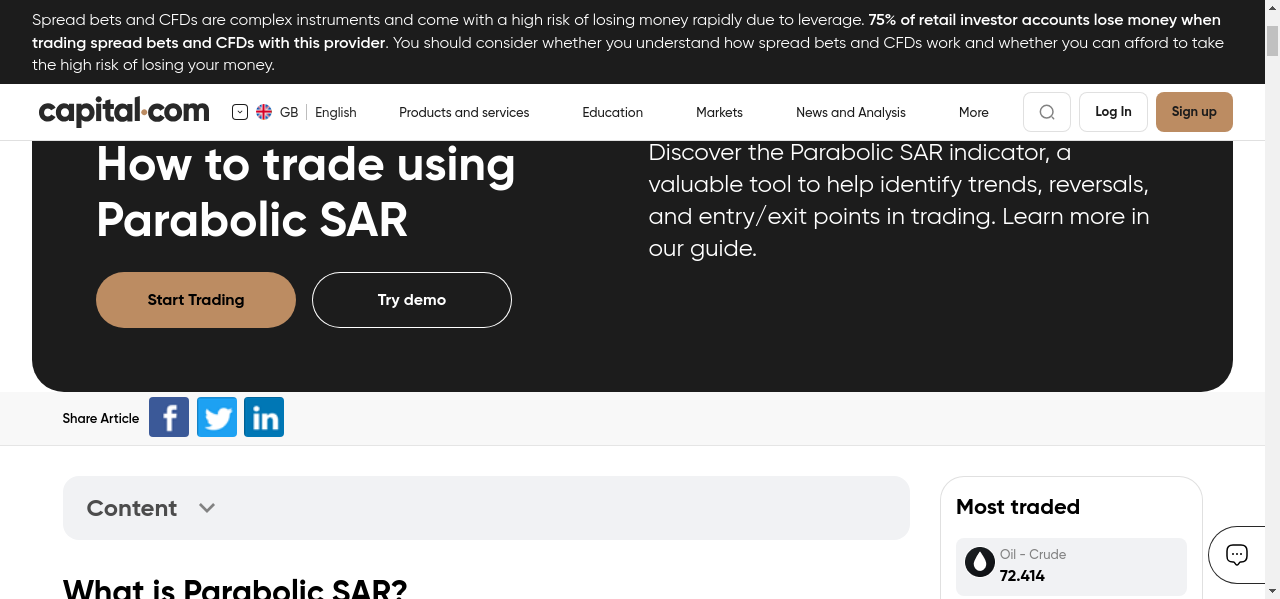 Spread bets and CFDs are complex instruments and come with a high risk of losing money rapidly due to leverage. 75% of retail investor accounts lose money when
trading spread bets and CFDs with this provider. You should consider whether you understand how spread bets and CFDs work and whether you can afford to take
the high risk of losing your money.
capital.com
GB
English
Products and services
Education
Markets
News and Analysis
More
Log In
Sign up
How to trade using
Parabolic SAR
Discover the Parabolic SAR indicator, a
valuable tool to help identify trends, reversals,
and entry/exit points in trading. Learn more in
our guide.
Start Trading
Try demo
Share Article
Content
Most traded
Oil - Crude
72.414
What is Parabolic SAR?